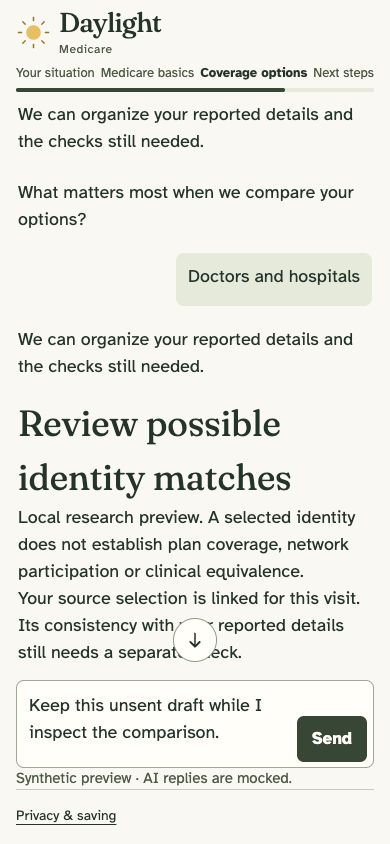 Daylight
Medicare
Your situation Medicare basics Coverage options Next steps
We can organize your reported details and
the checks still needed.
What matters most when we compare your
options?
Doctors and hospitals
We can organize your reported details and
the checks still needed.
Review possible
identity matches
Local research preview. A selected identity
does not establish plan coverage, network
participation or clinical equivalence.
Your source selection is linked for this visit.
Its consistency with reported details
still needs a separate
Keep this unsent draft while I
inspect the comparison.
Send
Synthetic preview · AI replies are mocked.
Privacy & saving